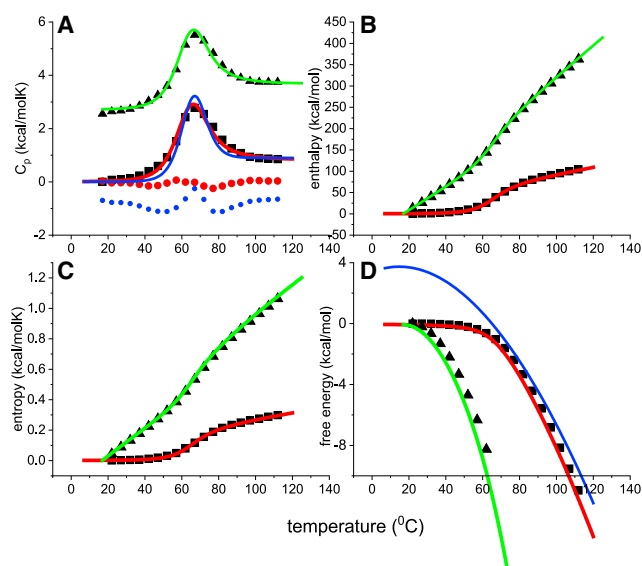 A
C_p (kcal/molK)
6
4
2
0
-2
0 20 40 60 80 100 120 140
B
enthalpy (kcal/mol)
450
400
350
300
250
200
150
100
50
0
50
0 20 40 60 80 100 120 140
C
entropy (kcal/molK)
1.2
1.0
0.8
0.6
0.4
0.2
0.0
0 20 40 60 80 100 120 140
D
free energy (kcal/mol)
4
0
-4
-8
0 20 40 60 80 100 120 140
temperature (⁰C)